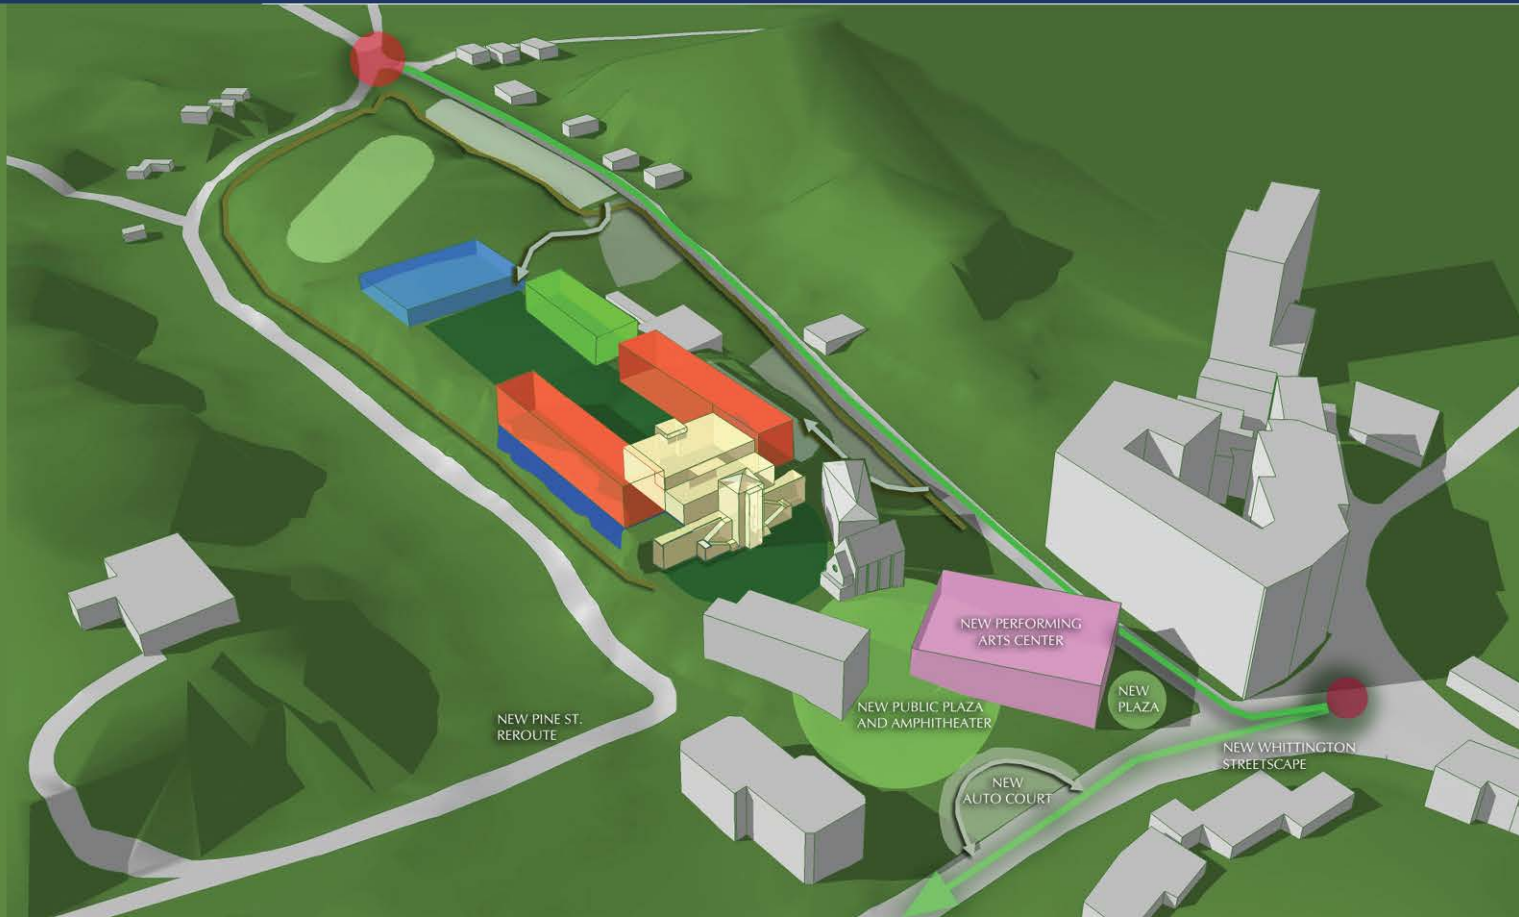 NEW PERFORMING
ARTS CENTER
NEW
PLAZA
NEW PUBLIC PLAZA
AND AMPHITHEATER
NEW PINE ST.
REROUTE
NEW WHITTINGTON
STREETSCAPE
NEW
AUTO COURT